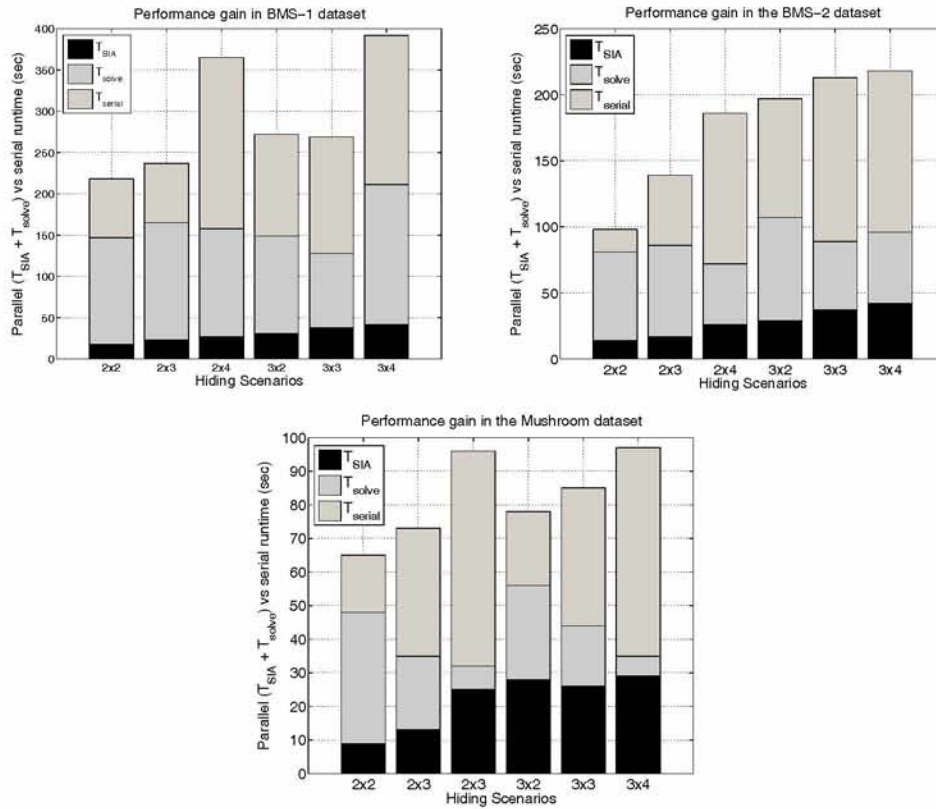 Performance gain in BMS-1 dataset
Parallel (T_SIA + T_solve) vs serial runtime (sec)
400
350
300
250
200
150
100
50
0
T_SIA
T_solve
T_serial
2x2 2x3 2x4 3x2 3x3 3x4
Hiding Scenarios
Performance gain in the BMS-2 dataset
Parallel (T_SIA + T_solve) vs serial runtime (sec)
250
200
150
100
50
0
T_SIA
T_solve
T_serial
2x2 2x3 2x4 3x2 3x3 3x4
Hiding Scenarios
Performance gain in the Mushroom dataset
Parallel (T_SIA + T_solve) vs serial runtime (sec)
100
90
80
70
60
50
40
30
20
10
0
T_SIA
T_solve
T_serial
2x2 2x3 2x3 3x2 3x3 3x4
Hiding Scenarios